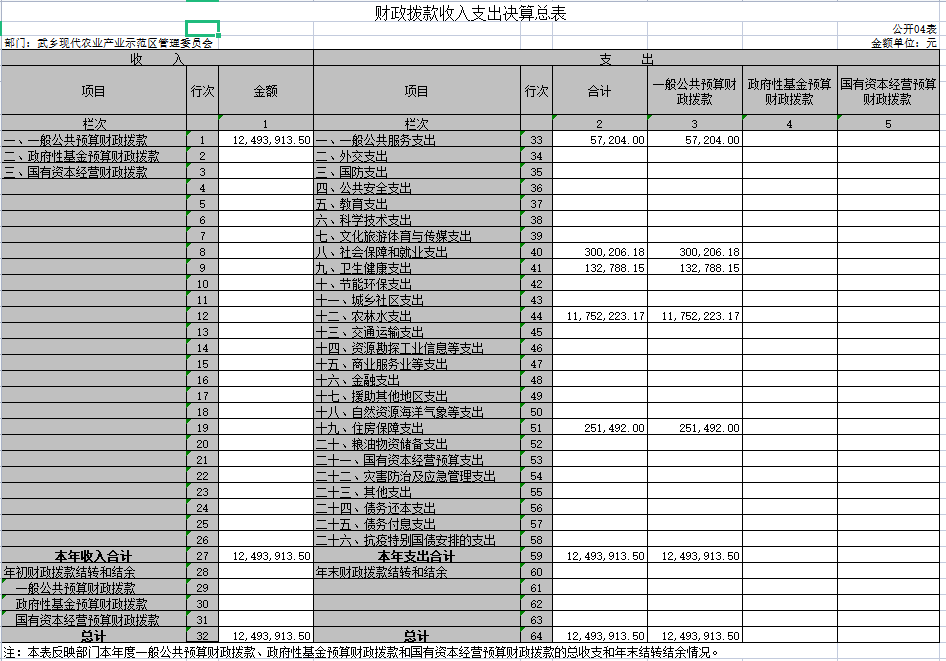 财政拨款收入支出决算总表
公开04表
部门：武乡现代农业产业示范区管理委员会 金额单位：元
收 入 支 出
项目 行次 金额 项目 行次 合计 一般公共预算财政拨款 政府性基金预算财政拨款 国有资本经营预算财政拨款
栏次 1 栏次 2 3 4 5
一、一般公共预算财政拨款 1 12,493,913.50 一、一般公共服务支出 33 57,204.00 57,204.00
二、政府性基金预算财政拨款 2 二、外交支出 34
三、国有资本经营财政拨款 3 三、国防支出 35
4 四、公共安全支出 36
5 五、教育支出 37
6 六、科学技术支出 38
7 七、文化旅游体育与传媒支出 39
8 八、社会保障和就业支出 40 300,206.18 300,206.18
9 九、卫生健康支出 41 132,788.15 132,788.15
10 十、节能环保支出 42
11 十一、城乡社区支出 43
12 十二、农林水支出 44 11,752,223.17 11,752,223.17
13 十三、交通运输支出 45
14 十四、资源勘探工业信息等支出 46
15 十五、商业服务业等支出 47
16 十六、金融支出 48
17 十七、援助其他地区支出 49
18 十八、自然资源海洋气象等支出 50
19 十九、住房保障支出 51 251,492.00 251,492.00
20 二十、粮油物资储备支出 52
21 二十一、国有资本经营预算支出 53
22 二十二、灾害防治及应急管理支出 54
23 二十三、其他支出 55
24 二十四、债务还本支出 56
25 二十五、债务付息支出 57
26 二十六、抗疫特别国债安排的支出 58
本年收入合计 27 12,493,913.50 本年支出合计 59 12,493,913.50 12,493,913.50
年初财政拨款结转和结余 28 年末财政拨款结转和结余 60
一般公共预算财政拨款 29 61
政府性基金预算财政拨款 30 62
国有资本经营预算财政拨款 31 63
总计 32 12,493,913.50 总计 64 12,493,913.50 12,493,913.50
注：本表反映部门本年度一般公共预算财政拨款、政府性基金预算财政拨款和国有资本经营预算财政拨款的总收支和年末结转结余情况。